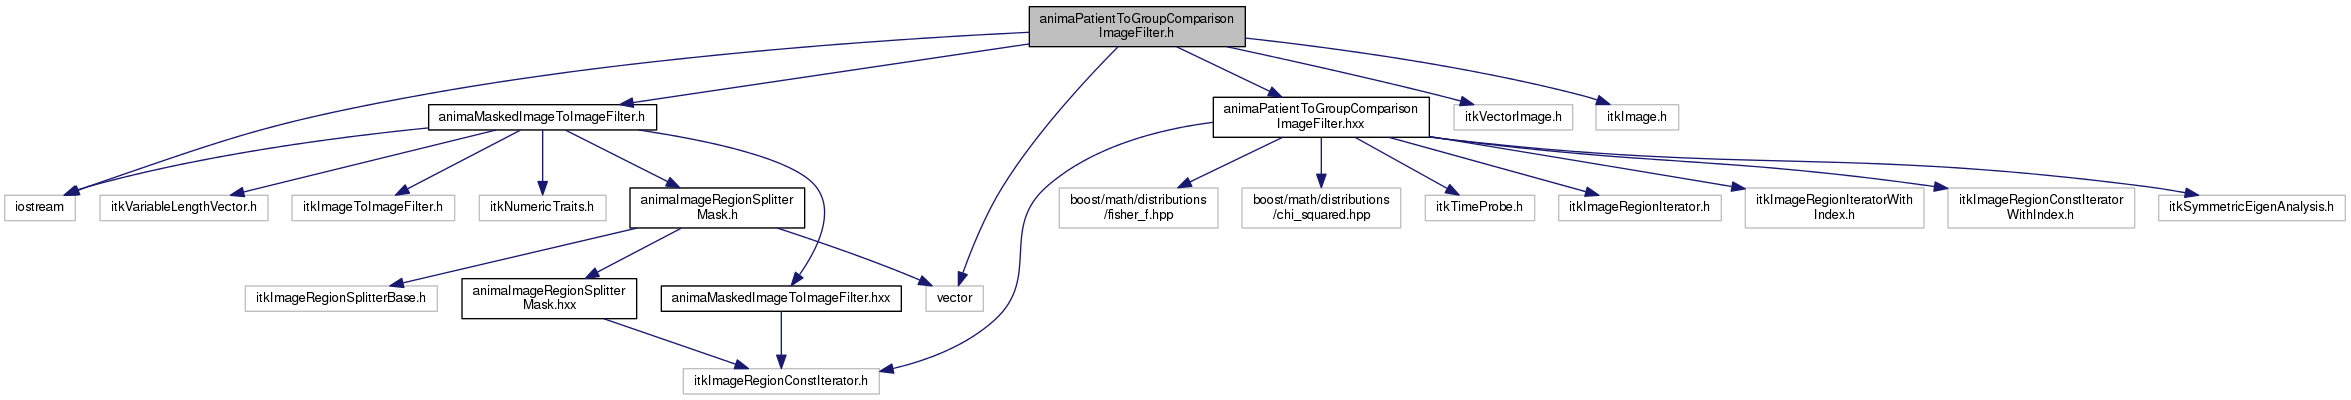 animaPatientToGroupComparison
ImageFilter.h
animaMaskedImageToImageFilter.h
animaPatientToGroupComparison
ImageFilter.hxx
itkVectorImage.h
itkImage.h
iostream
itkVariableLengthVector.h
itkImageToImageFilter.h
itkNumericTraits.h
animaImageRegionSplitter
Mask.h
boost/math/distributions
/fisher_f.hpp
boost/math/distributions
/chi_squared.hpp
itkTimeProbe.h
itkImageRegionIterator.h
itkImageRegionIteratorWith
Index.h
itkImageRegionConstIterator
WithIndex.h
itkSymmetricEigenAnalysis.h
itkImageRegionSplitterBase.h
animaImageRegionSplitter
Mask.hxx
animaMaskedImageToImageFilter.hxx
vector
itkImageRegionConstIterator.h